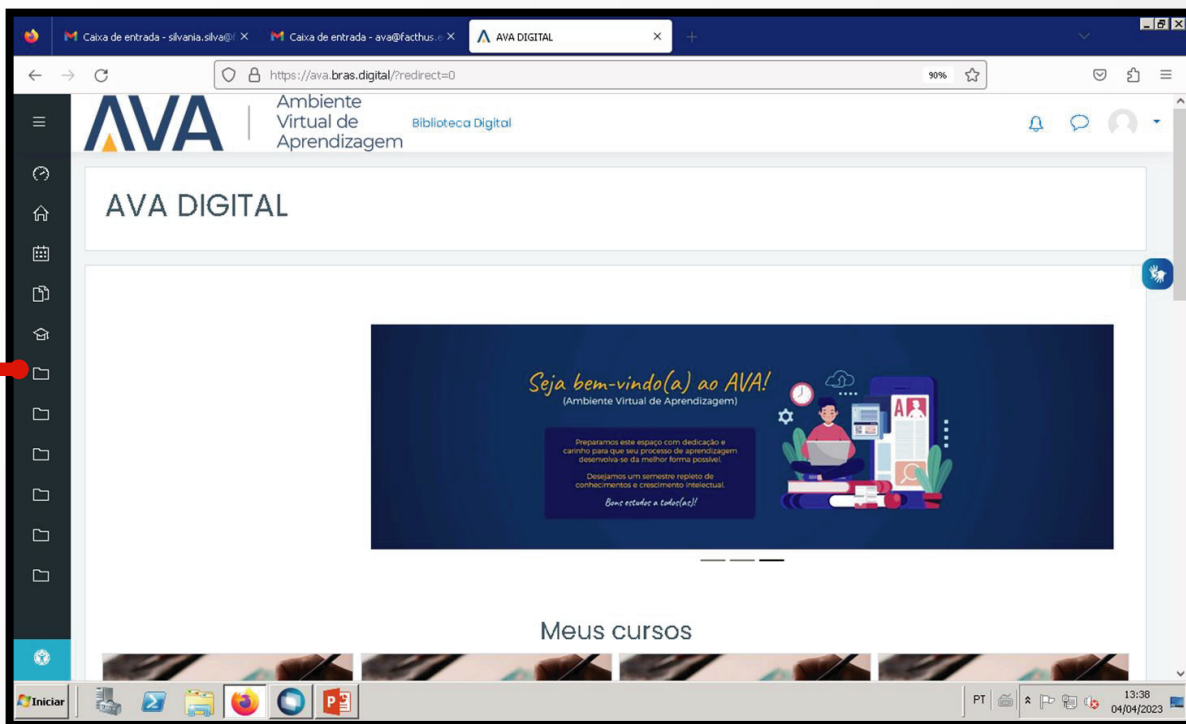 Caixa de entrada - silvania.silva@f
Caixa de entrada - ava@facthus.e
AVA DIGITAL
https://ava.bras.digital/?redirect=0
90%
AVA
Ambiente
Virtual de
Aprendizagem
Biblioteca Digital
AVA DIGITAL
Seja bem-vindo(a) ao AVA!
(Ambiente Virtual de Aprendizagem)
Preparamos este espaço com dedicação e
carinho para que seu processo de aprendizagem
desenvolva-se da melhor forma possível.
Desejamos um semestre repleto de
conhecimentos e crescimento intelectual.
Bons estudos a todos(as)!
A
Meus cursos
Iniciar
PT
13:38
04/04/2023